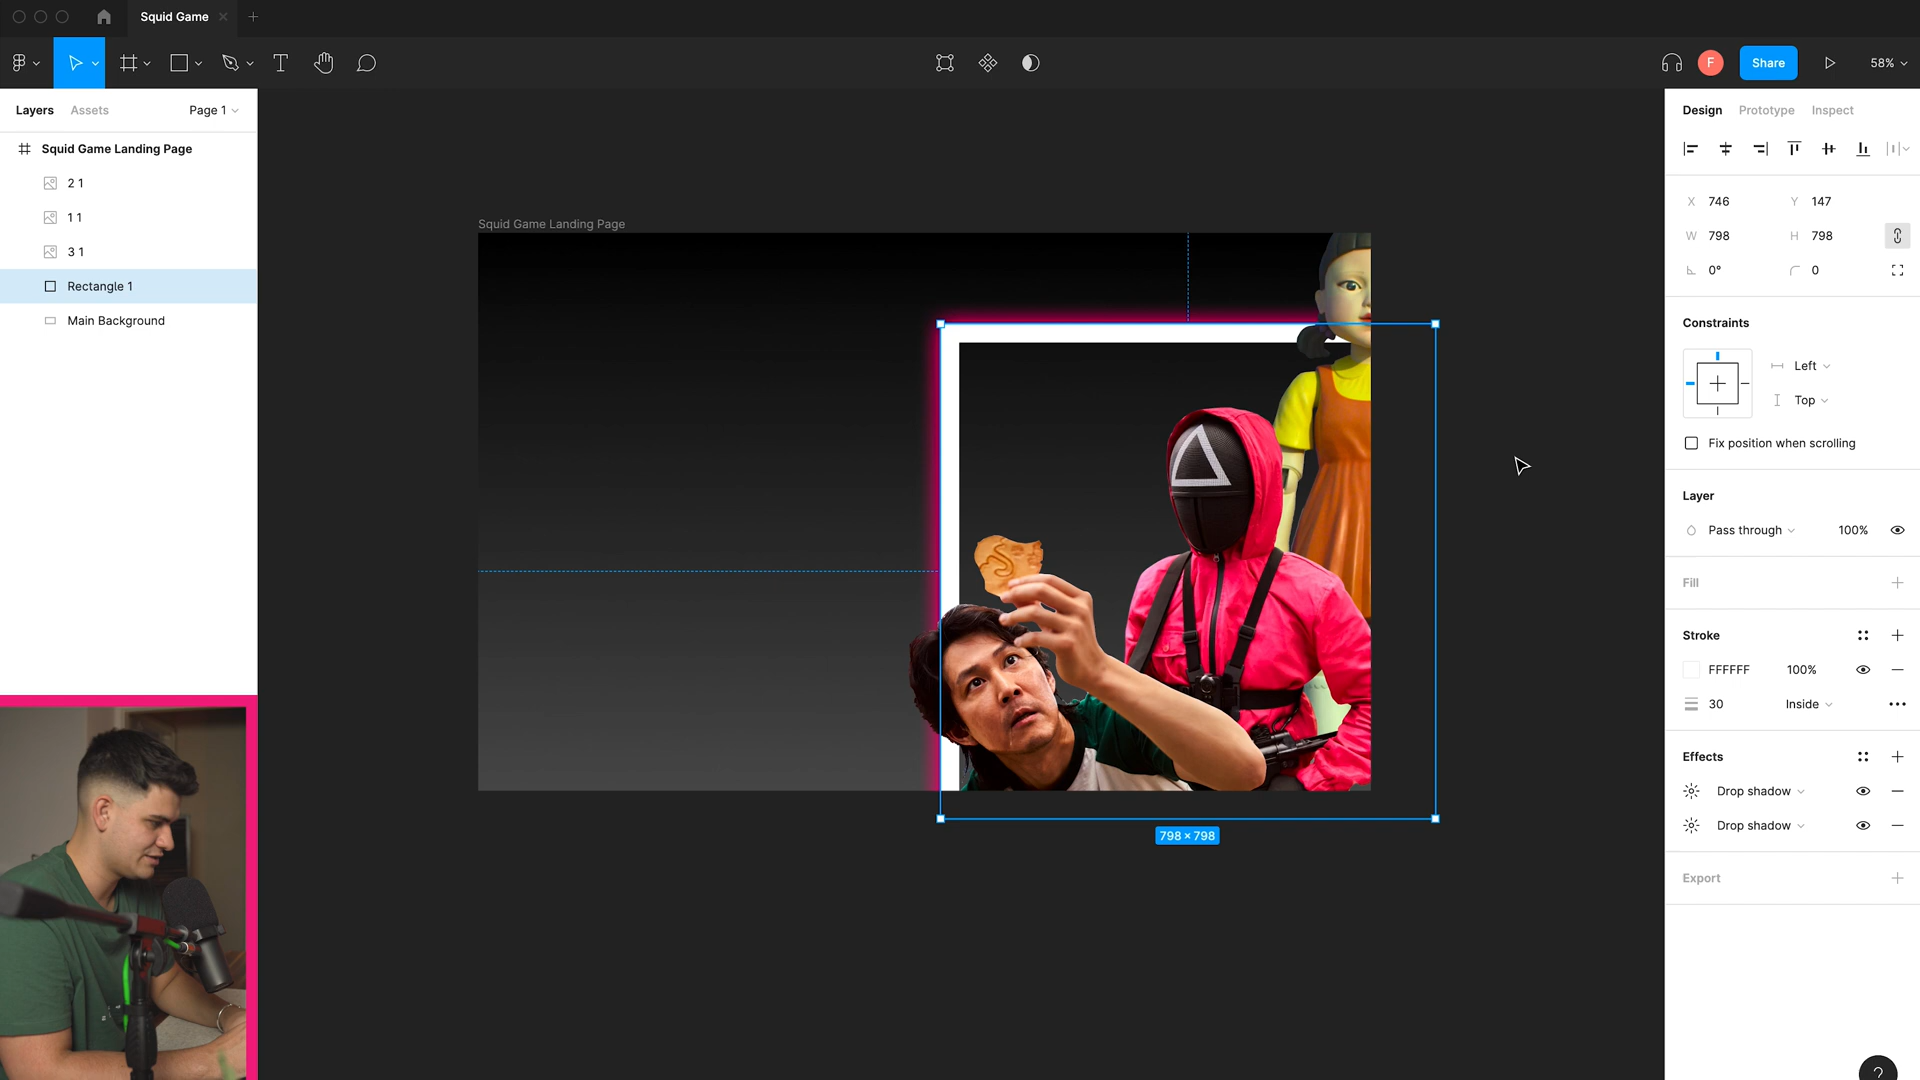 Squid Game
F
Share
58%
Layers
Assets
Page 1
Squid Game Landing Page
2 1
1 1
3 1
Rectangle 1
Main Background
Squid Game Landing Page
798 × 798
Design
Prototype
Inspect
X 746
Y 147
W 798
H 798
0°
0
Constraints
Left
Top
Fix position when scrolling
Layer
Pass through
100%
Fill
Stroke
FFFFFF
100%
30
Inside
Effects
Drop shadow
Drop shadow
Export
?